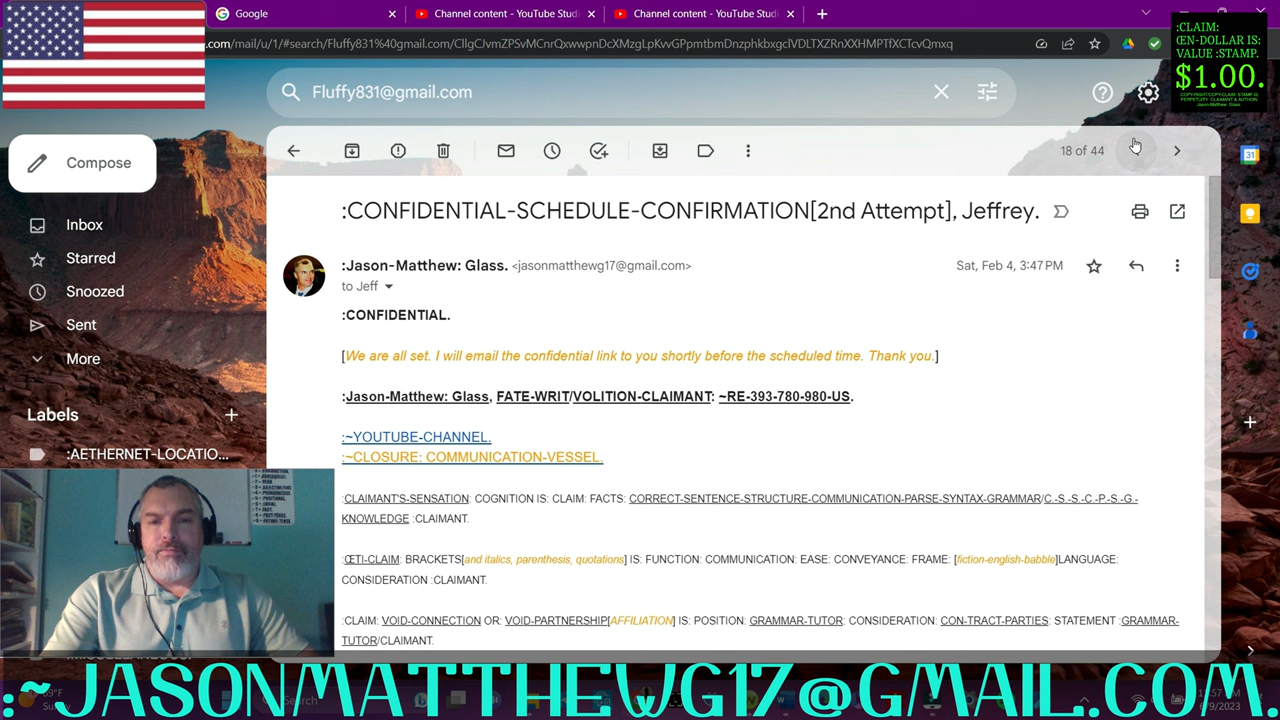 Google
Channel content - YouTube Studi
Channel content - YouTube Studi
.com/mail/u/1/#search/Fluffy831%40gmail.com/CllgCJvmZPSvMCnrQxwwpnDcXMzgLpKvvGPpmtbmDnzphkbxgclVDLTXZRnXXHMPTfXCTcvQmxq
:CLAIM:
ŒN-DOLLAR IS:
VALUE :STAMP.
$1.00.
Fluffy831@gmail.com
Compose
18 of 44
Inbox
Starred
Snoozed
Sent
More
Labels
:AETHERNET-LOCATIO...
:CONFIDENTIAL-SCHEDULE-CONFIRMATION[2nd Attempt], Jeffrey.
:Jason-Matthew: Glass. <jasonmatthewg17@gmail.com>
Sat, Feb 4, 3:47 PM
to Jeff
:CONFIDENTIAL.
[We are all set. I will email the confidential link to you shortly before the scheduled time. Thank you.]
:Jason-Matthew: Glass, FATE-WRIT/VOLITION-CLAIMANT: ~RE-393-780-980-US.
:~YOUTUBE-CHANNEL.
:~CLOSURE: COMMUNICATION-VESSEL.
:CLAIMANT'S-SENSATION: COGNITION IS: CLAIM: FACTS: CORRECT-SENTENCE-STRUCTURE-COMMUNICATION-PARSE-SYNTAX-GRAMMAR/C.-S.-S.-C.-P.-S.-G.-
KNOWLEDGE :CLAIMANT.
:ŒTI-CLAIM: BRACKETS[and italics, parenthesis, quotations] IS: FUNCTION: COMMUNICATION: EASE: CONVEYANCE: FRAME: [fiction-english-babble]LANGUAGE:
CONSIDERATION :CLAIMANT.
:CLAIM: VOID-CONNECTION OR: VOID-PARTNERSHIP[AFFILIATION] IS: POSITION: GRAMMAR-TUTOR: CONSIDERATION: CON-TRACT-PARTIES: STATEMENT :GRAMMAR-
TUTOR/CLAIMANT.
:~ JASONMATTHEWG17@GMAIL.COM.